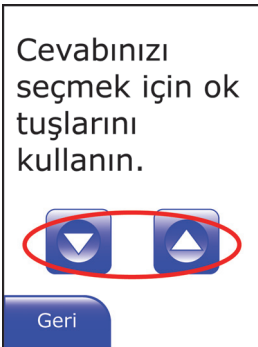 Cevabınızı
seçmek için ok
tuşlarını
kullanın.
Geri